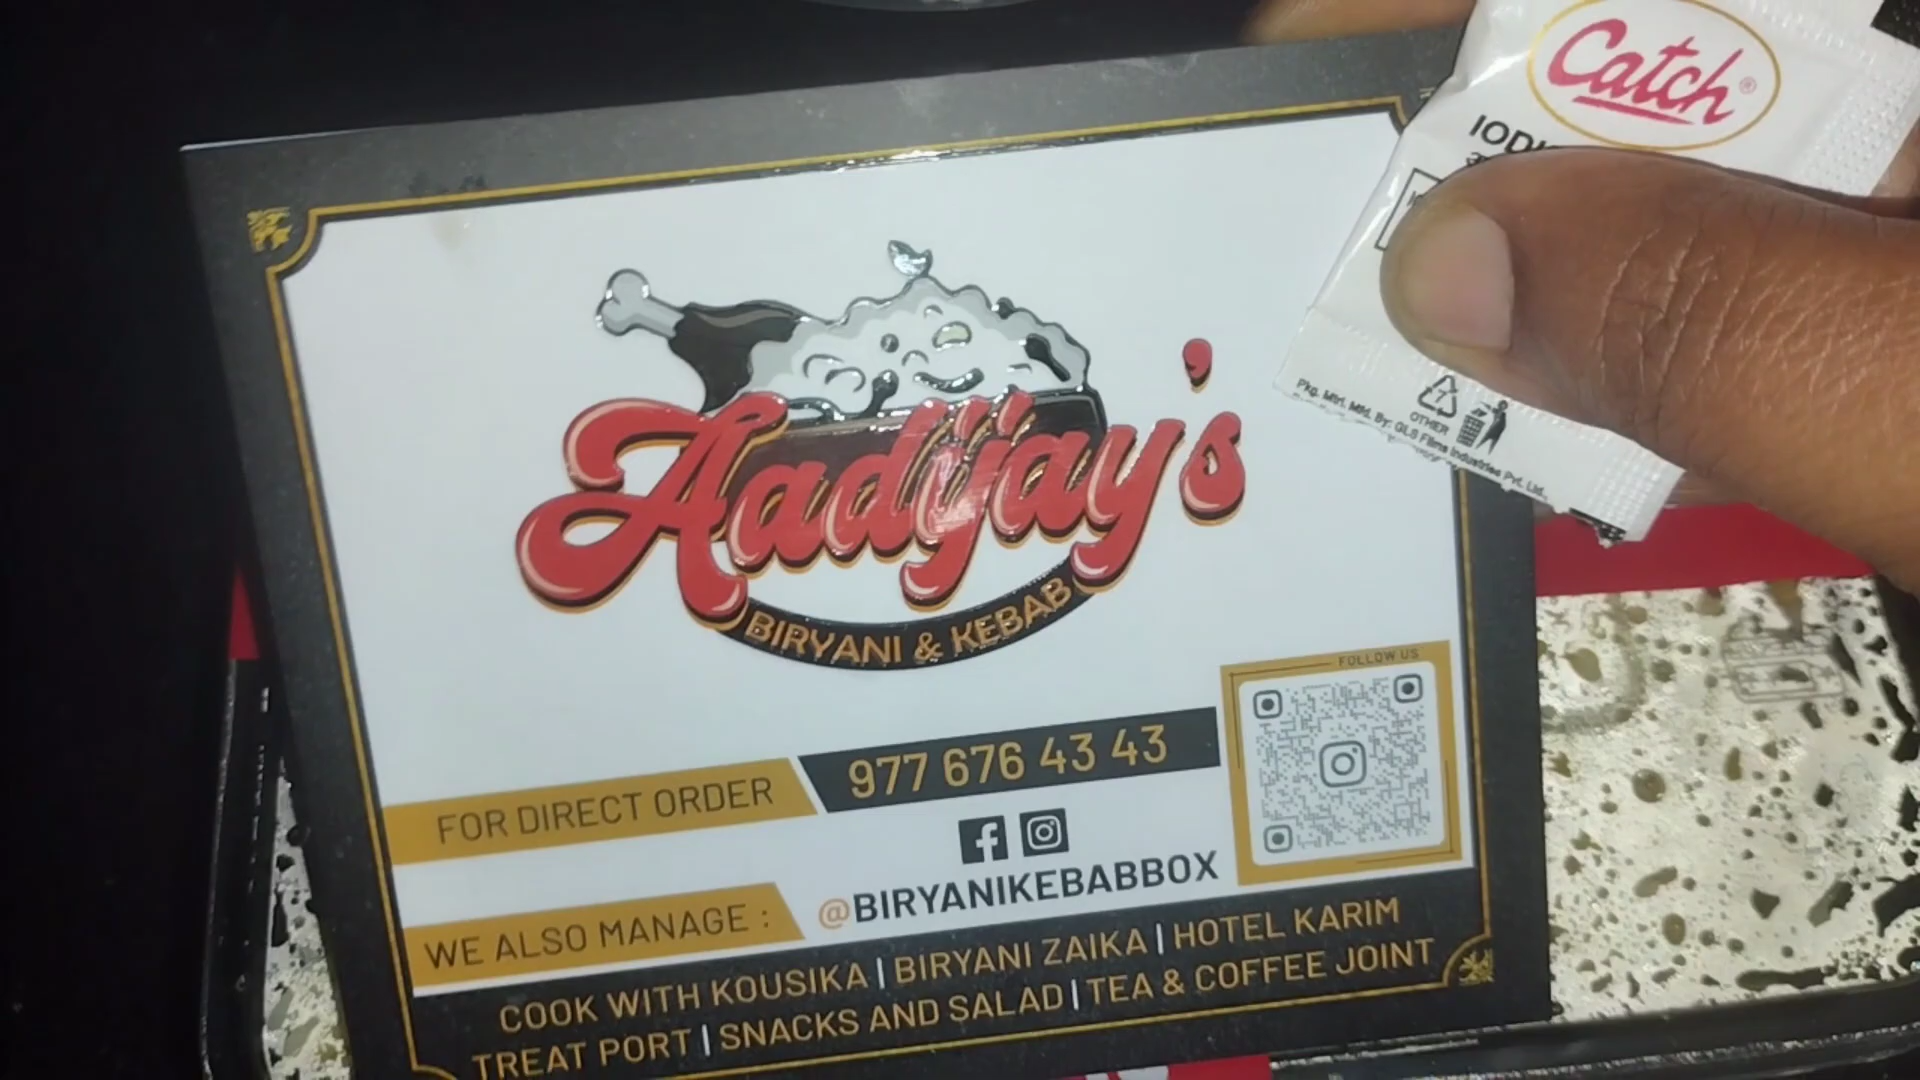 Catch®
Pkg. Mtrl. Mfd. By: GLS Films Industries Pvt. Ltd.
7
OTHER
Aadijay's
BIRYANI & KEBAB
FOLLOW US
FOR DIRECT ORDER
977 676 43 43
@BIRYANIKEBABBOX
WE ALSO MANAGE :
COOK WITH KOUSIKA | BIRYANI ZAIKA | HOTEL KARIM
TREAT PORT | SNACKS AND SALAD | TEA & COFFEE JOINT